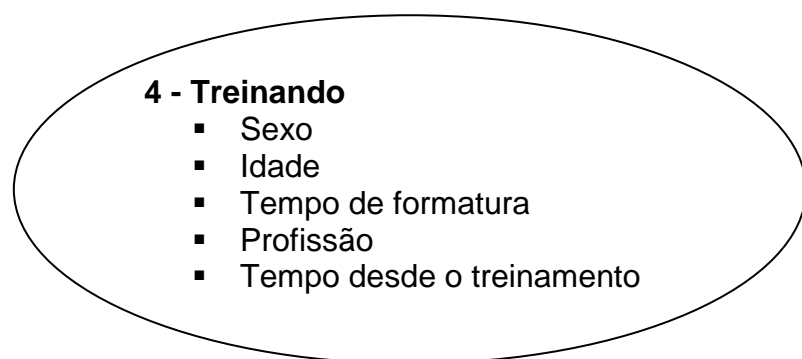 4 - Treinando
▪ Sexo
▪ Idade
▪ Tempo de formatura
▪ Profissão
▪ Tempo desde o treinamento